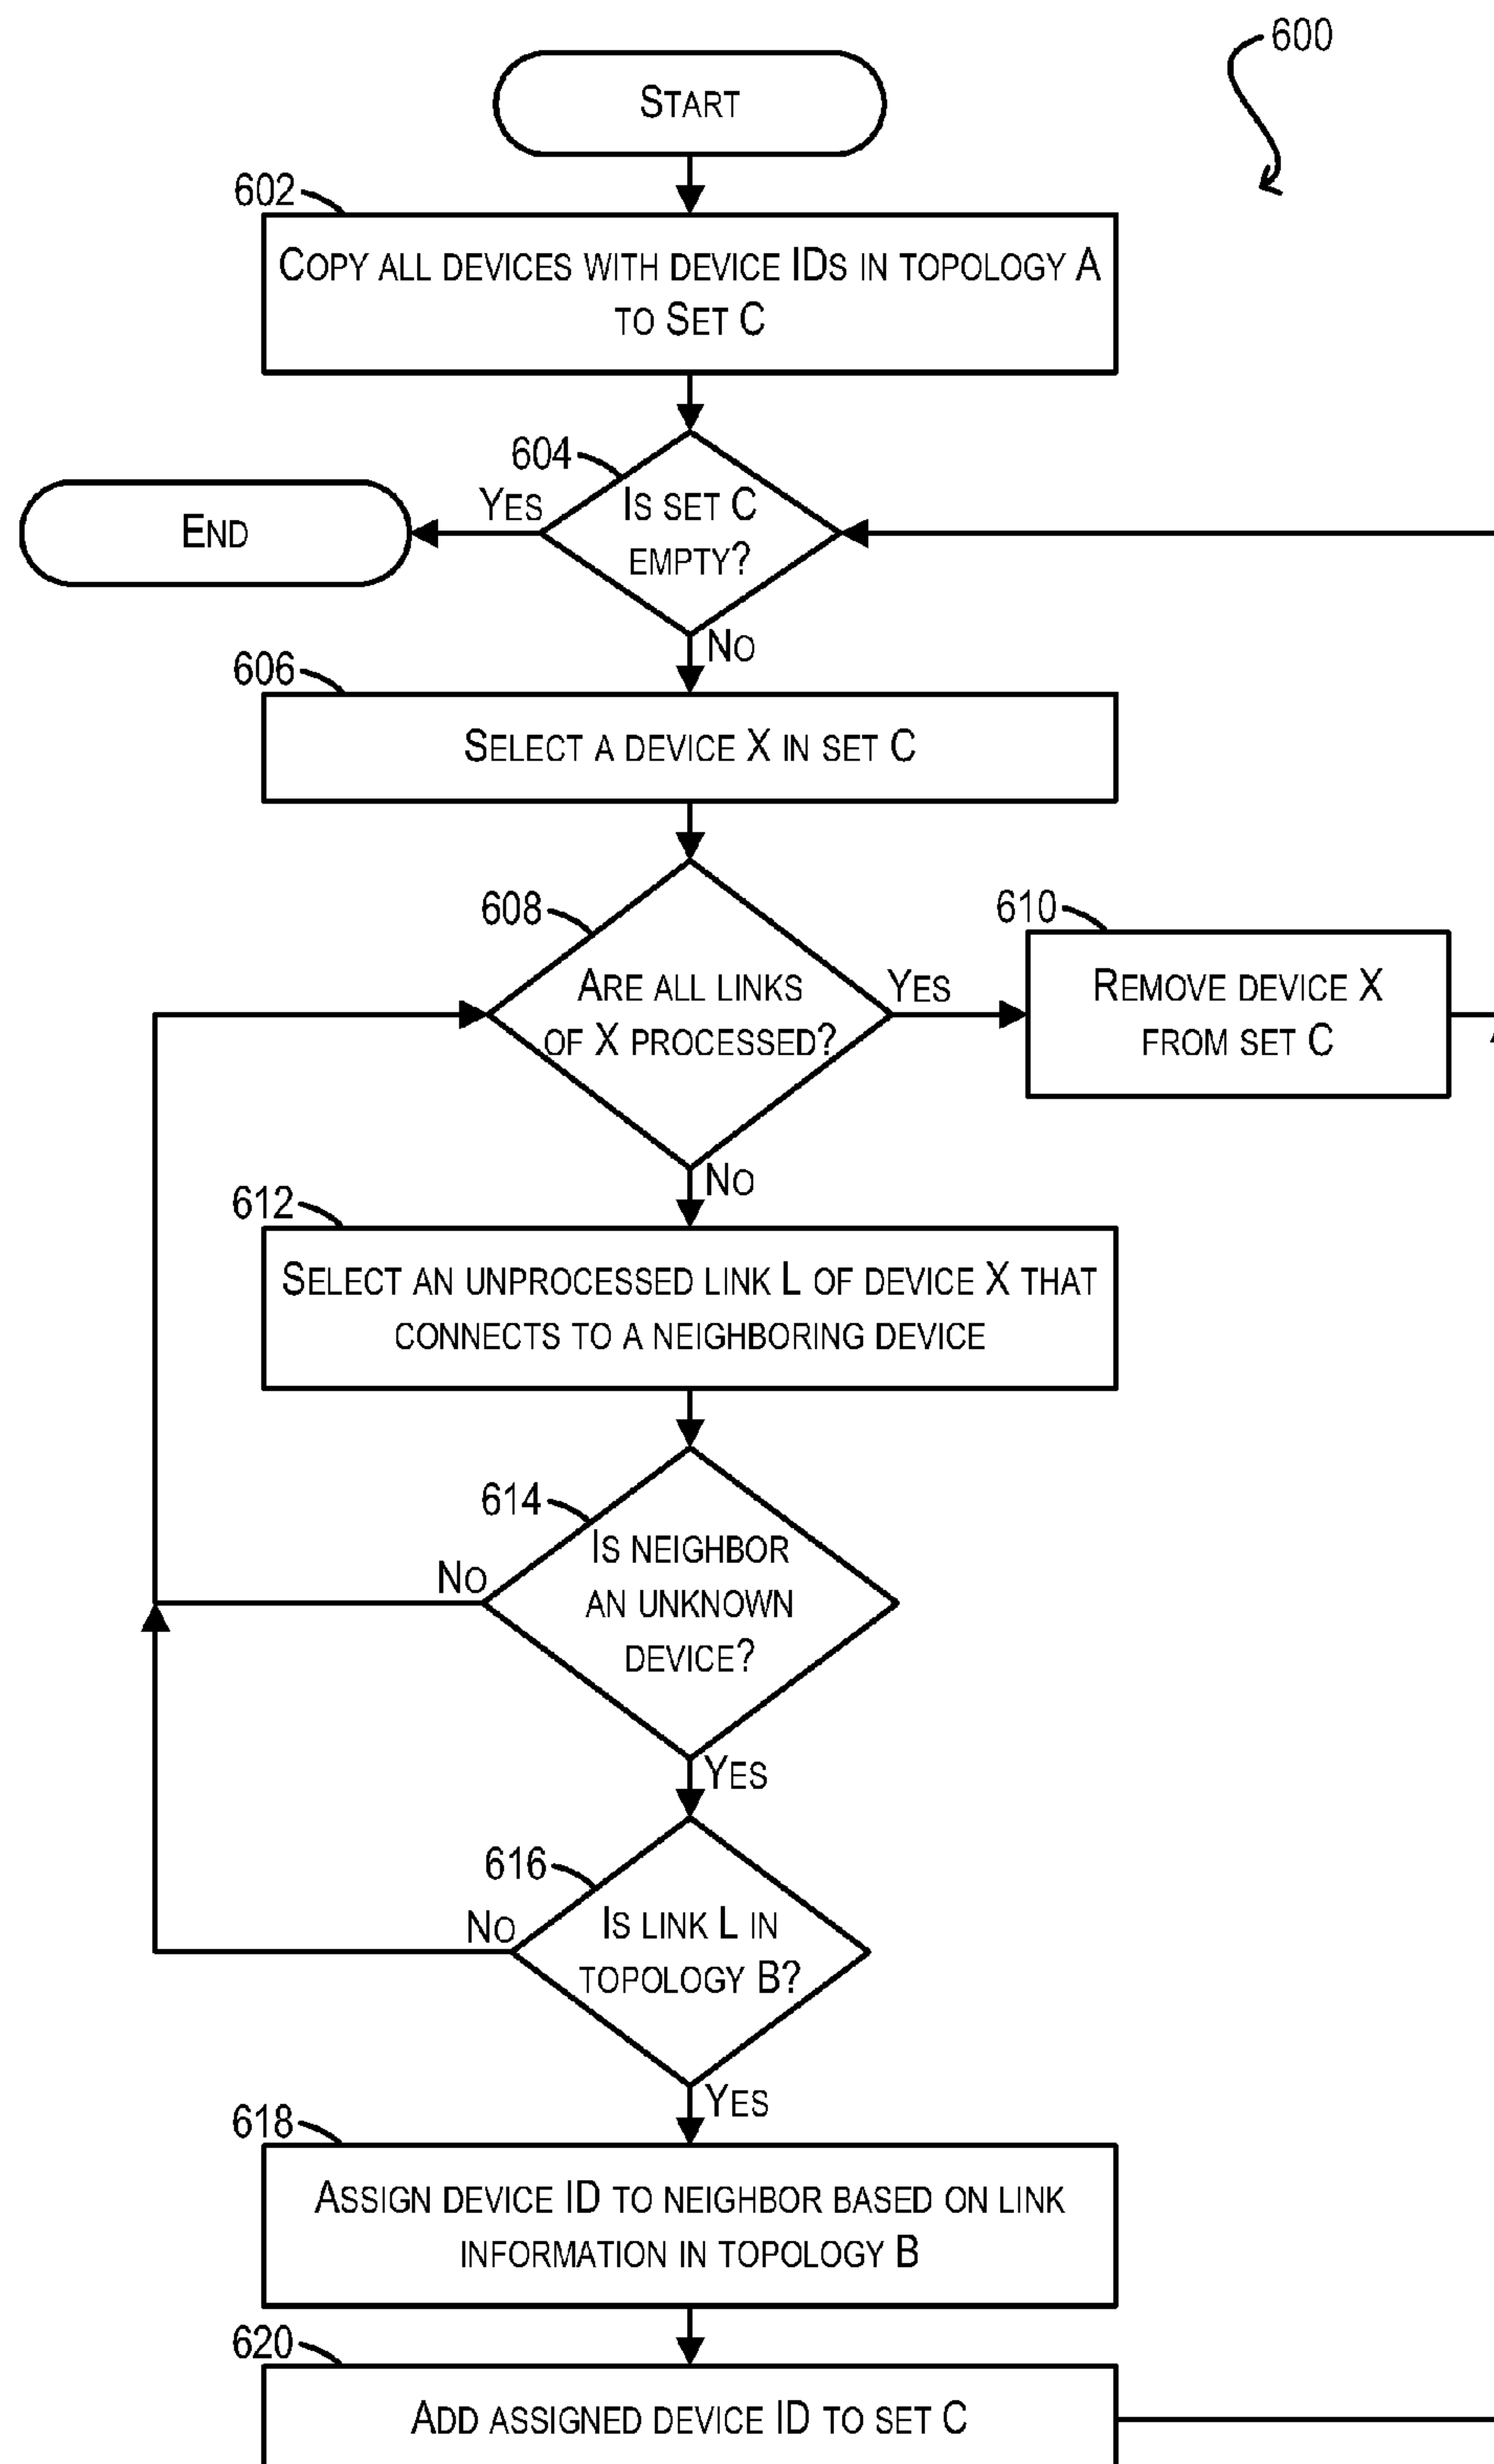 600
START
602
COPY ALL DEVICES WITH DEVICE IDS IN TOPOLOGY A
TO SET C
604
YES
IS SET C
EMPTY?
END
NO
606
SELECT A DEVICE X IN SET C
608
ARE ALL LINKS
OF X PROCESSED?
YES
610
REMOVE DEVICE X
FROM SET C
NO
612
SELECT AN UNPROCESSED LINK L OF DEVICE X THAT
CONNECTS TO A NEIGHBORING DEVICE
614
NO
IS NEIGHBOR
AN UNKNOWN
DEVICE?
YES
616
NO
IS LINK L IN
TOPOLOGY B?
YES
618
ASSIGN DEVICE ID TO NEIGHBOR BASED ON LINK
INFORMATION IN TOPOLOGY B
620
ADD ASSIGNED DEVICE ID TO SET C